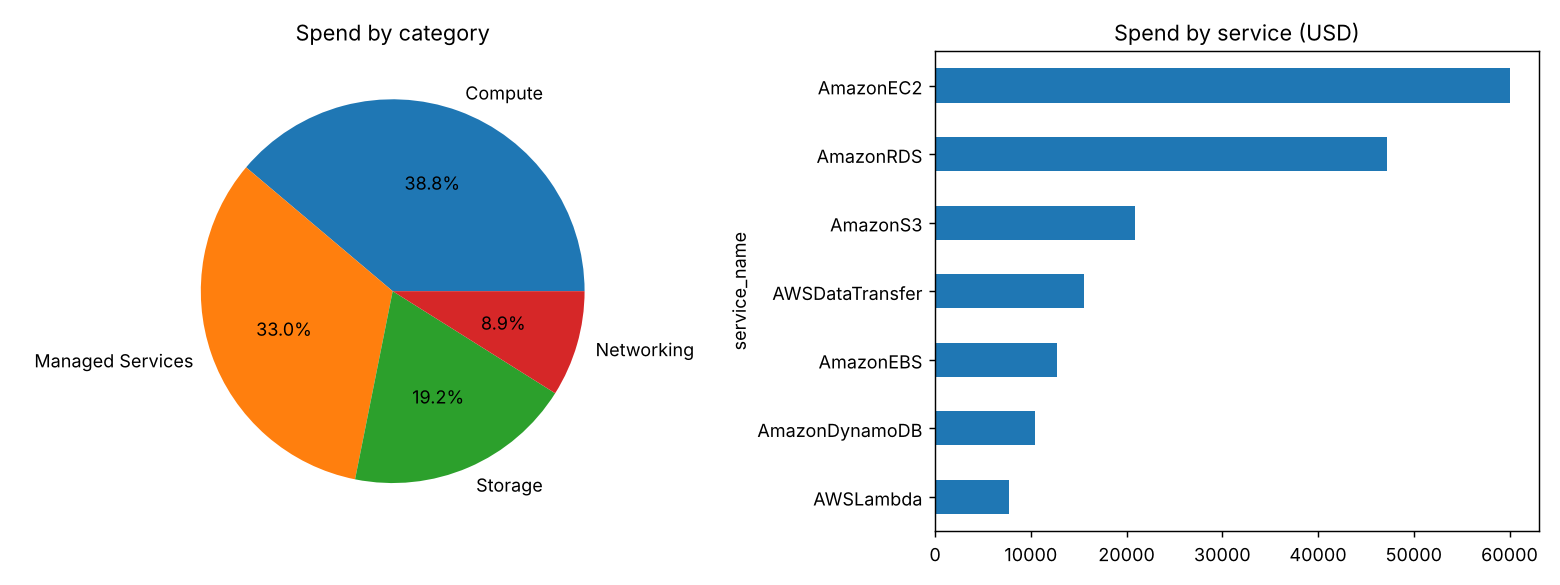 Spend by category
Compute
38.8%
33.0%
Managed Services
8.9%
Networking
19.2%
Storage
Spend by service (USD)
service_name
AmazonEC2
AmazonRDS
AmazonS3
AWSDataTransfer
AmazonEBS
AmazonDynamoDB
AWSLambda
0 10000 20000 30000 40000 50000 60000